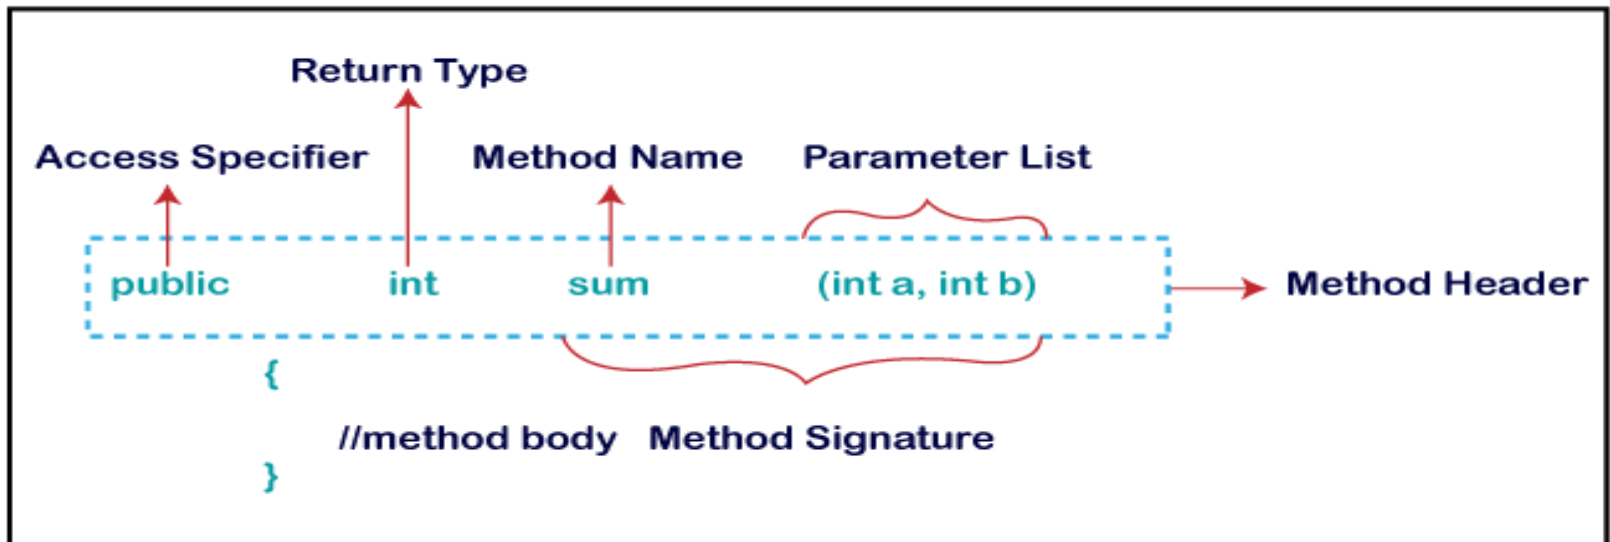 Return Type
Access Specifier Method Name Parameter List
public int sum (int a, int b) Method Header
{
//method body Method Signature
}